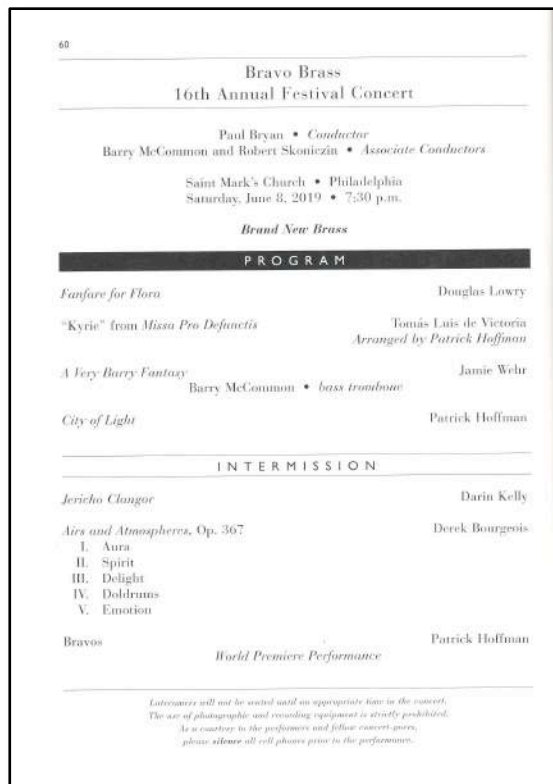 60
Bravo Brass
16th Annual Festival Concert
Paul Bryan • Conductor
Barry McCommon and Robert Skoniczin • Associate Conductors
Saint Mark's Church • Philadelphia
Saturday, June 8, 2019 • 7:30 p.m.
Brand New Brass
PROGRAM
Fanfare for Flora Douglas Lowry
"Kyrie" from Missa Pro Defunctis Tomás Luis de Victoria
Arranged by Patrick Hoffman
A Very Barry Fantasy Jamie Wehr
Barry McCommon • bass trombone
City of Light Patrick Hoffman
INTERMISSION
Jericho Clangor Darin Kelly
Airs and Atmospheres, Op. 367 Derek Bourgeois
I. Aura
II. Spirit
III. Delight
IV. Doldrums
V. Emotion
Bravos Patrick Hoffman
World Premiere Performance
Latecomers will not be seated until an appropriate time in the concert.
The use of photographic and recording equipment is strictly prohibited.
As a courtesy to the performers and fellow concert-goers,
please silence all cell phones prior to the performance.